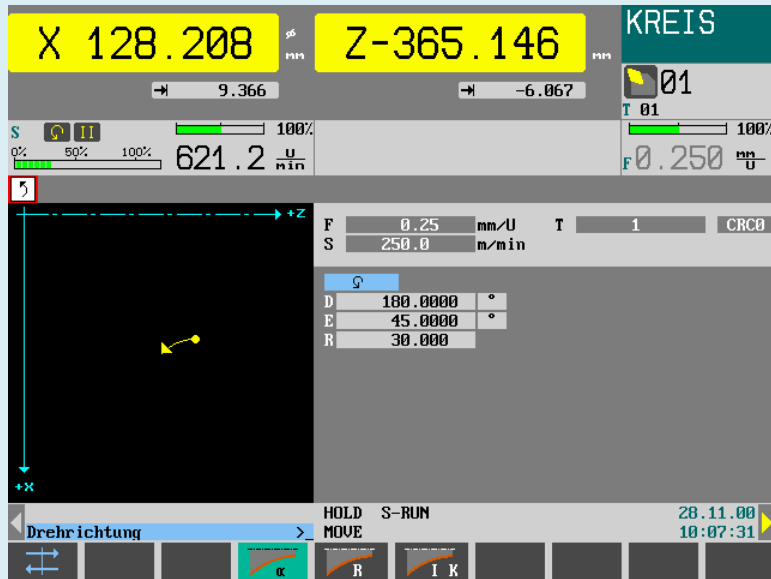 X 128.208 ø mm
Z-365.146 mm
KREIS
9.366
-6.067
01
T 01
S 100%
0% 50% 100%
621.2 U/min
100%
F 0.250 mm/U
+Z
F 0.25 mm/U T 1 CRC0
S 250.0 m/min
D 180.0000 °
E 45.0000 °
R 30.000
+X
HOLD S-RUN 28.11.00
Drehrichtung >_ MOVE 10:07:31
α R I K